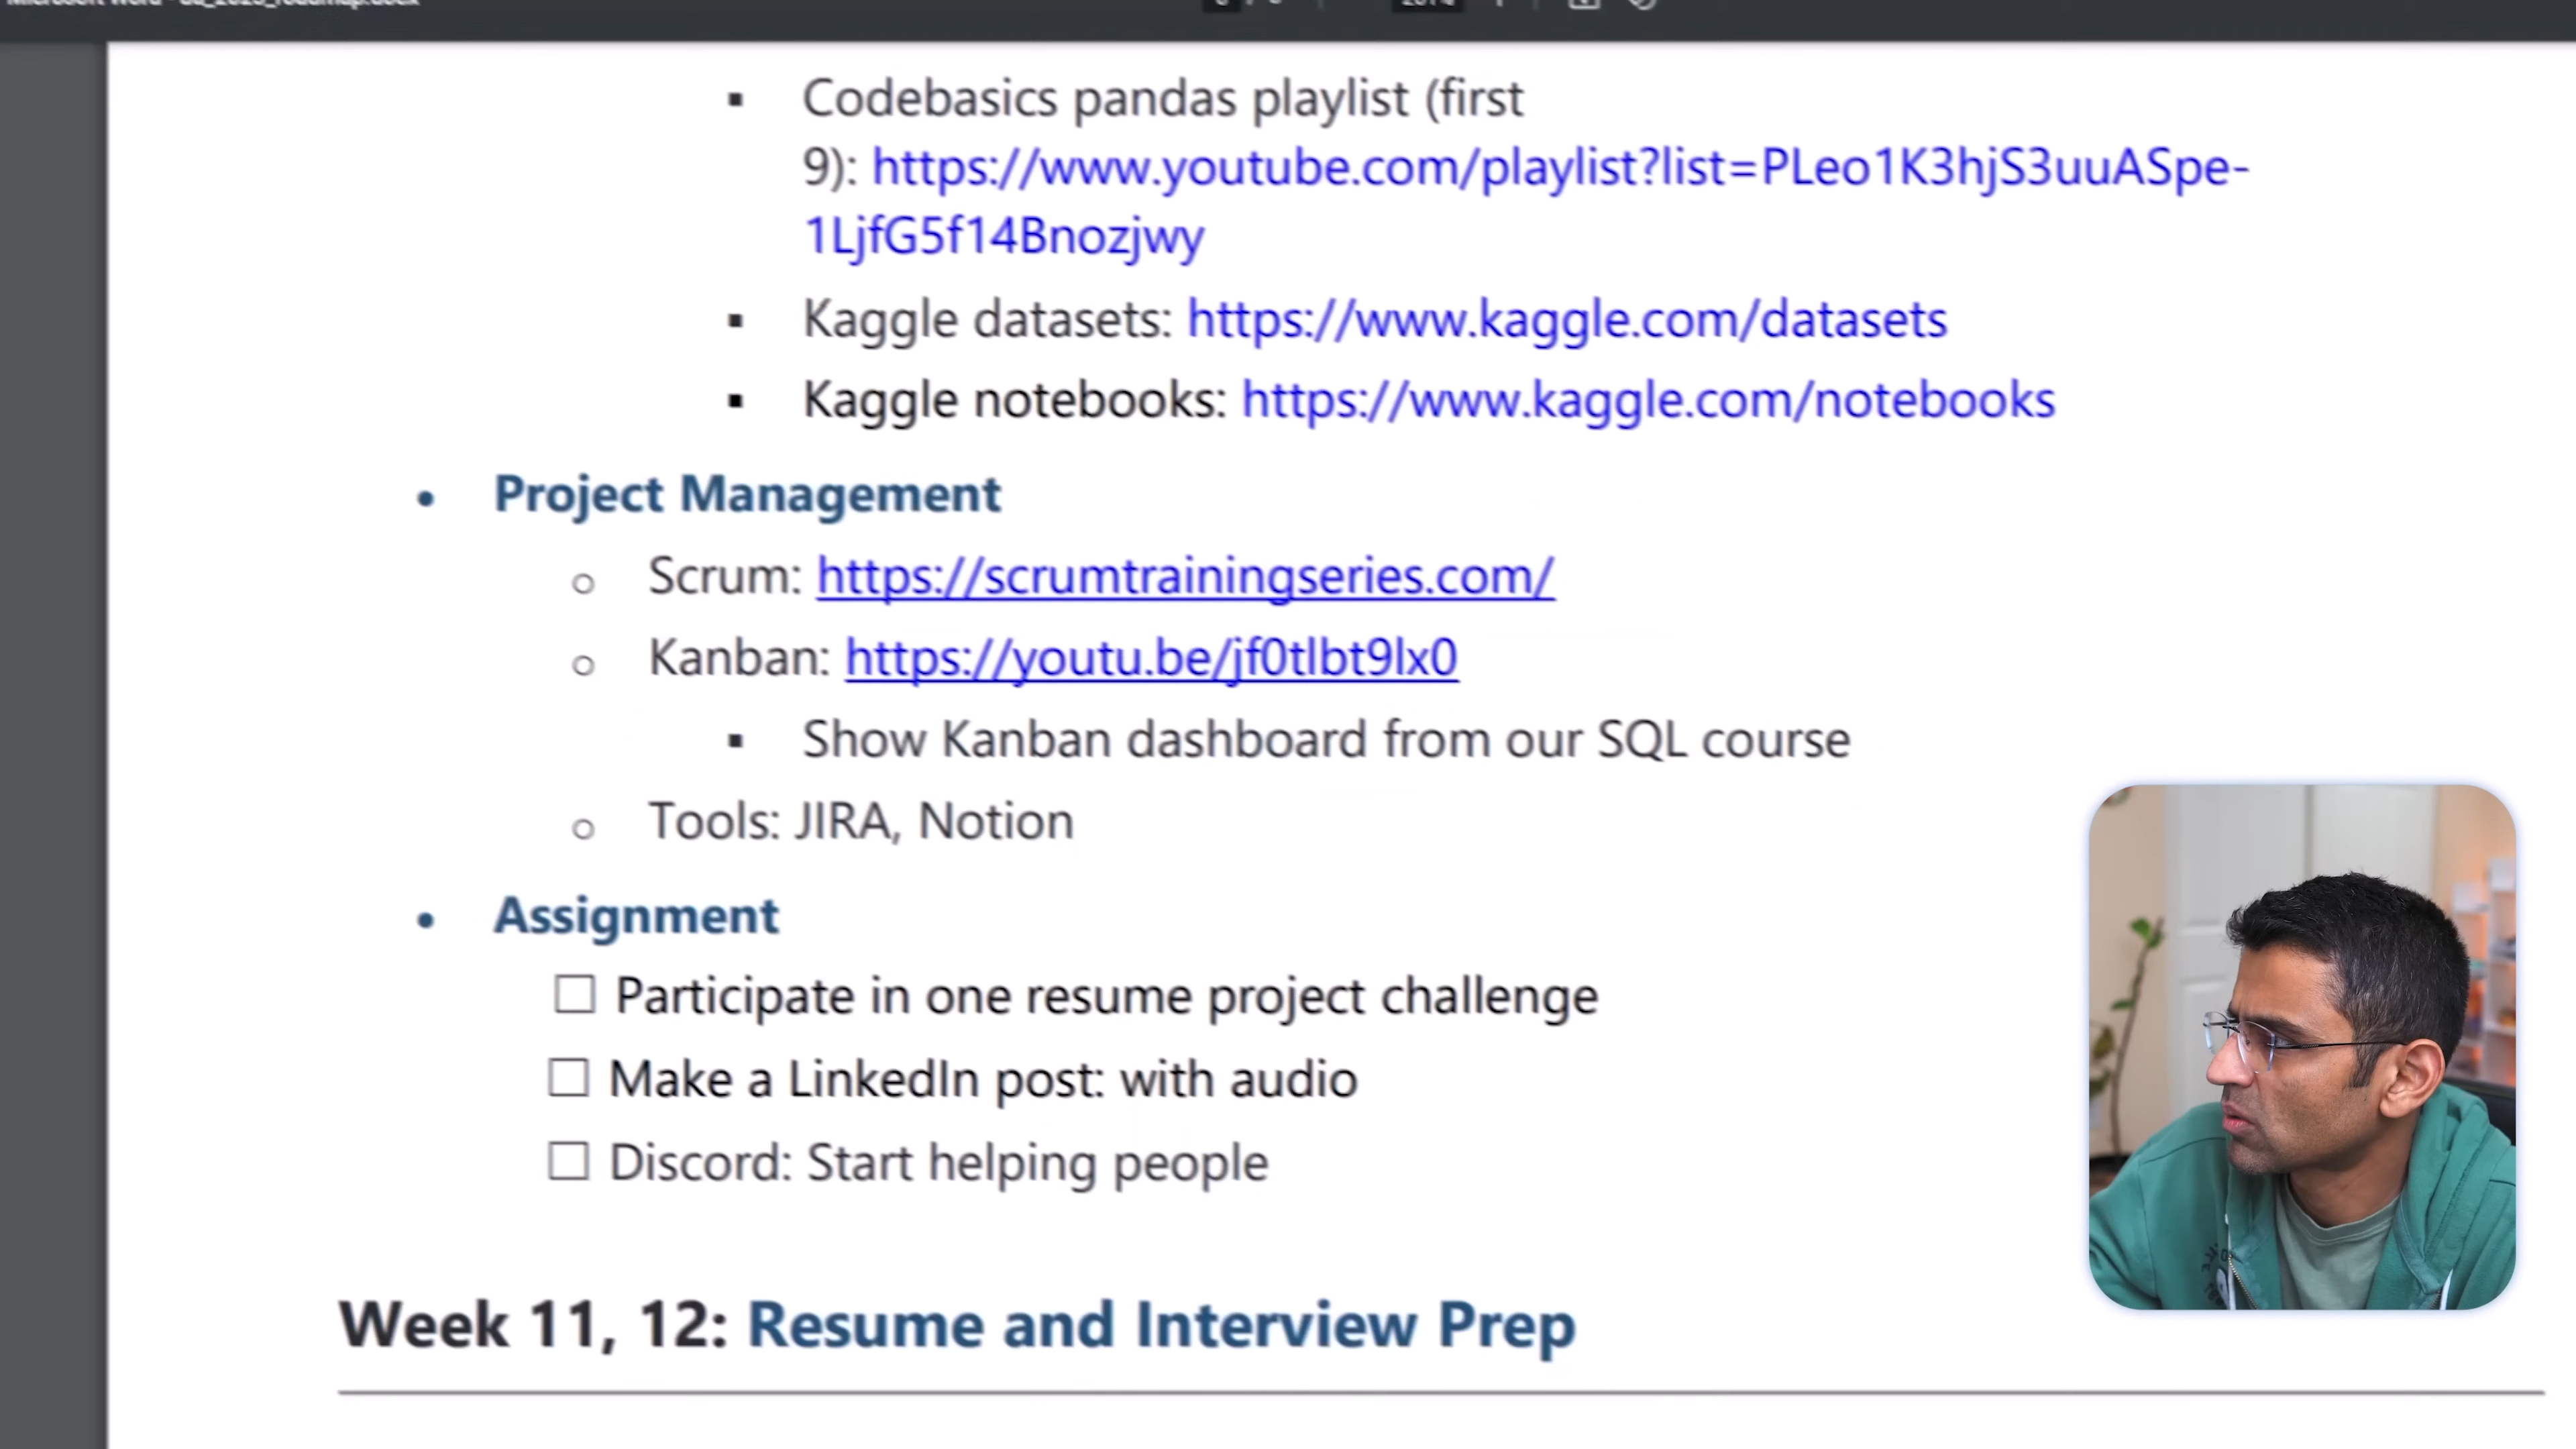 Codebasics pandas playlist (first
9): https://www.youtube.com/playlist?list=PLeo1K3hjS3uuASpe-
1LjfG5f14Bnozjwy
Kaggle datasets: https://www.kaggle.com/datasets
Kaggle notebooks: https://www.kaggle.com/notebooks
Project Management
Scrum: https://scrumtrainingseries.com/
Kanban: https://youtu.be/jf0tlbt9lx0
Show Kanban dashboard from our SQL course
Tools: JIRA, Notion
Assignment
Participate in one resume project challenge
Make a LinkedIn post: with audio
Discord: Start helping people
Week 11, 12: Resume and Interview Prep